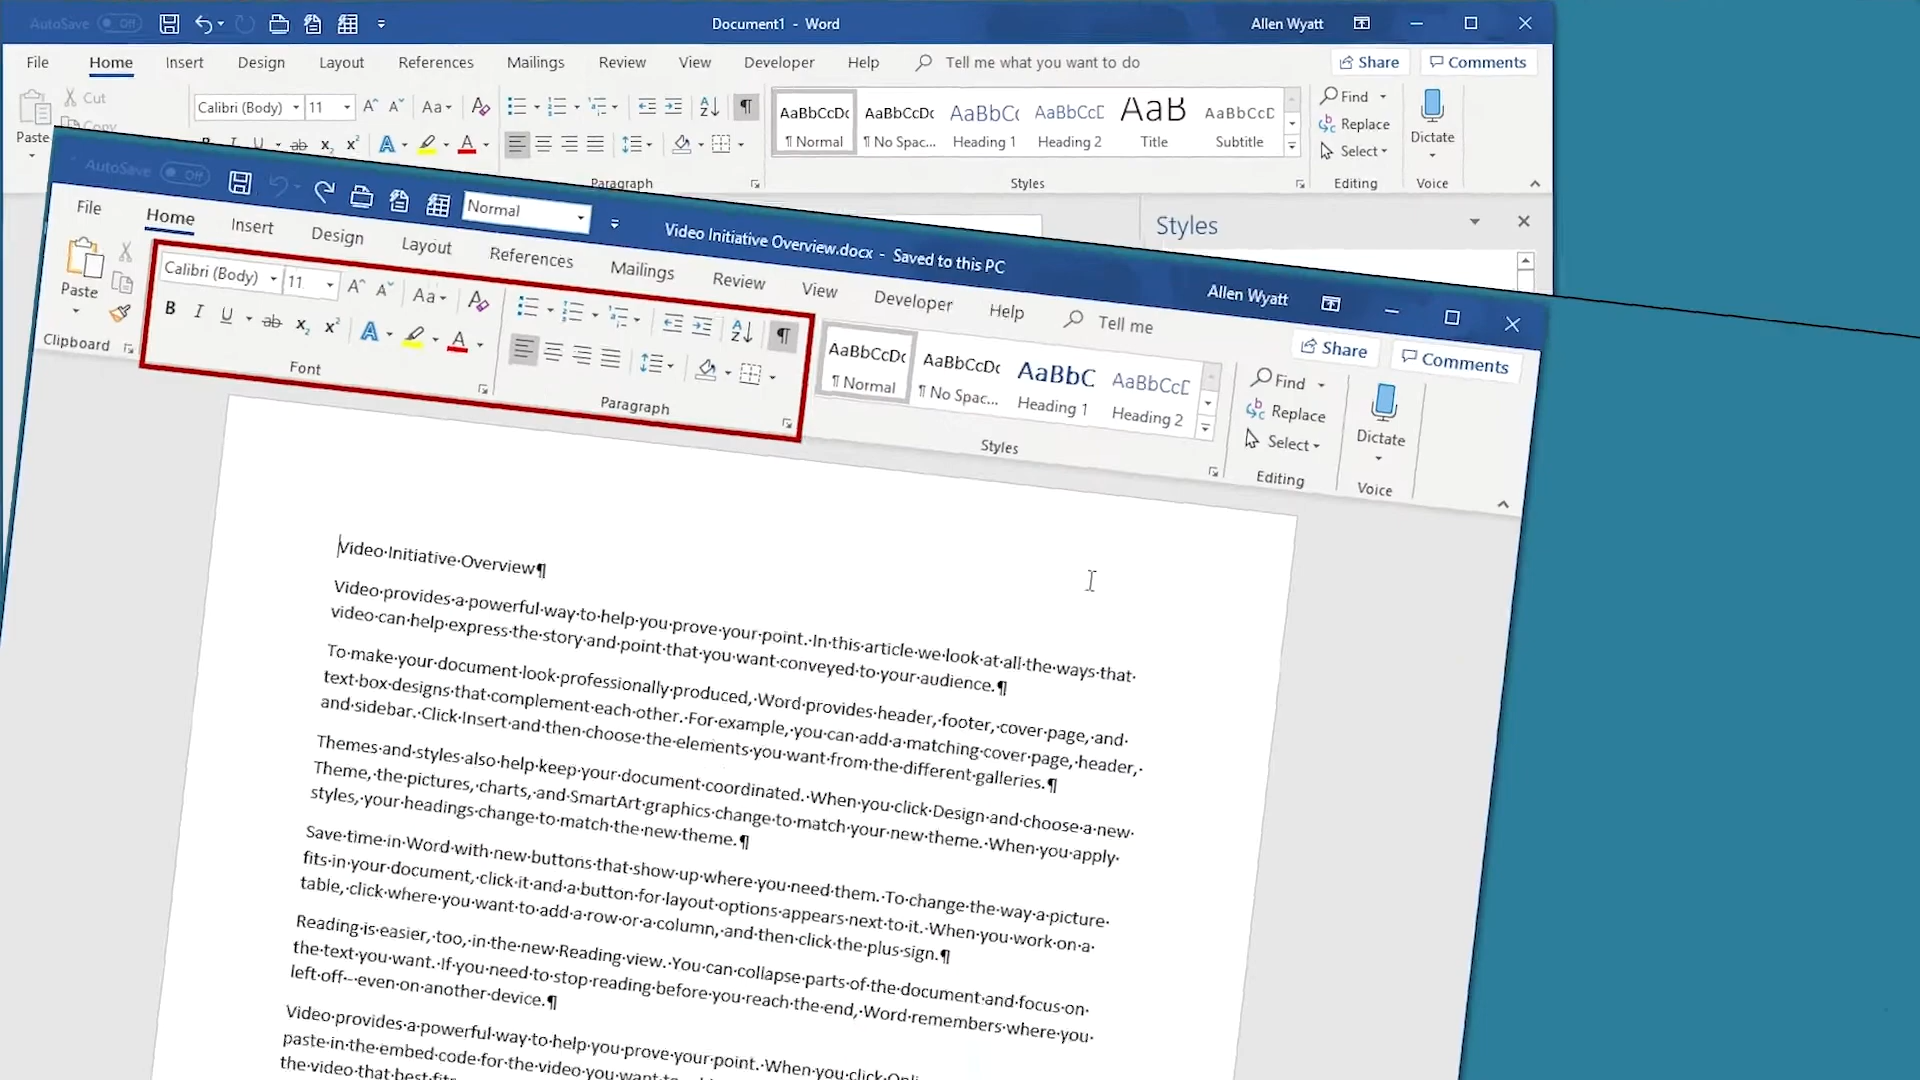 AutoSave Off
Document1 - Word
Allen Wyatt
File Home Insert Design Layout References Mailings Review View Developer Help Tell me what you want to do Share Comments
Paste
Cut
Copy
Calibri (Body) 11 Aa
AaBbCcDc AaBbCcDc AaBbCc AaBbCcD AaB AaBbCcD
¶ Normal ¶ No Spac... Heading 1 Heading 2 Title Subtitle
Find
Replace
Select
Dictate
Paragraph Styles Editing Voice
Styles
AutoSave Off
Normal
Video Initiative Overview.docx - Saved to this PC
Allen Wyatt
File Home Insert Design Layout References Mailings Review View Developer Help Tell me
Share Comments
Paste
Clipboard
Calibri (Body) 11 Aa
B I U ab x₂ x² A A
Font
Paragraph
AaBbCcDc AaBbCcDc AaBbC AaBbCcD
¶ Normal ¶ No Spac... Heading 1 Heading 2
Styles
Find
Replace
Select
Editing
Dictate
Voice
Video·Initiative·Overview¶
Video·provides·a·powerful·way·to·help·you·prove·your·point.·In·this·article·we·look·at·all·the·ways·that·
video·can·help·express·the·story·and·point·that·you·want·conveyed·to·your·audience.¶
To·make·your·document·look·professionally·produced,·Word·provides·header,·footer,·cover·page,·and·
text·box·designs·that·complement·each·other.·For·example,·you·can·add·a·matching·cover·page,·header,·
and·sidebar.·Click·Insert·and·then·choose·the·elements·you·want·from·the·different·galleries.¶
Themes·and·styles·also·help·keep·your·document·coordinated.·When·you·click·Design·and·choose·a·new·
Theme,·the·pictures,·charts,·and·SmartArt·graphics·change·to·match·your·new·theme.·When·you·apply·
styles,·your·headings·change·to·match·the·new·theme.¶
Save·time·in·Word·with·new·buttons·that·show·up·where·you·need·them.·To·change·the·way·a·picture·
fits·in·your·document,·click·it·and·a·button·for·layout·options·appears·next·to·it.·When·you·work·on·a·
table,·click·where·you·want·to·add·a·row·or·a·column,·and·then·click·the·plus·sign.¶
Reading·is·easier,·too,·in·the·new·Reading·view.·You·can·collapse·parts·of·the·document·and·focus·on·
the·text·you·want.·If·you·need·to·stop·reading·before·you·reach·the·end,·Word·remembers·where·you·
left·off·-·even·on·another·device.¶
Video·provides·a·powerful·way·to·help·you·prove·your·point.·When·you·click·Onli
paste·in·the·embed·code·for·the·video·you·want·to·
the·video·that·best·fits